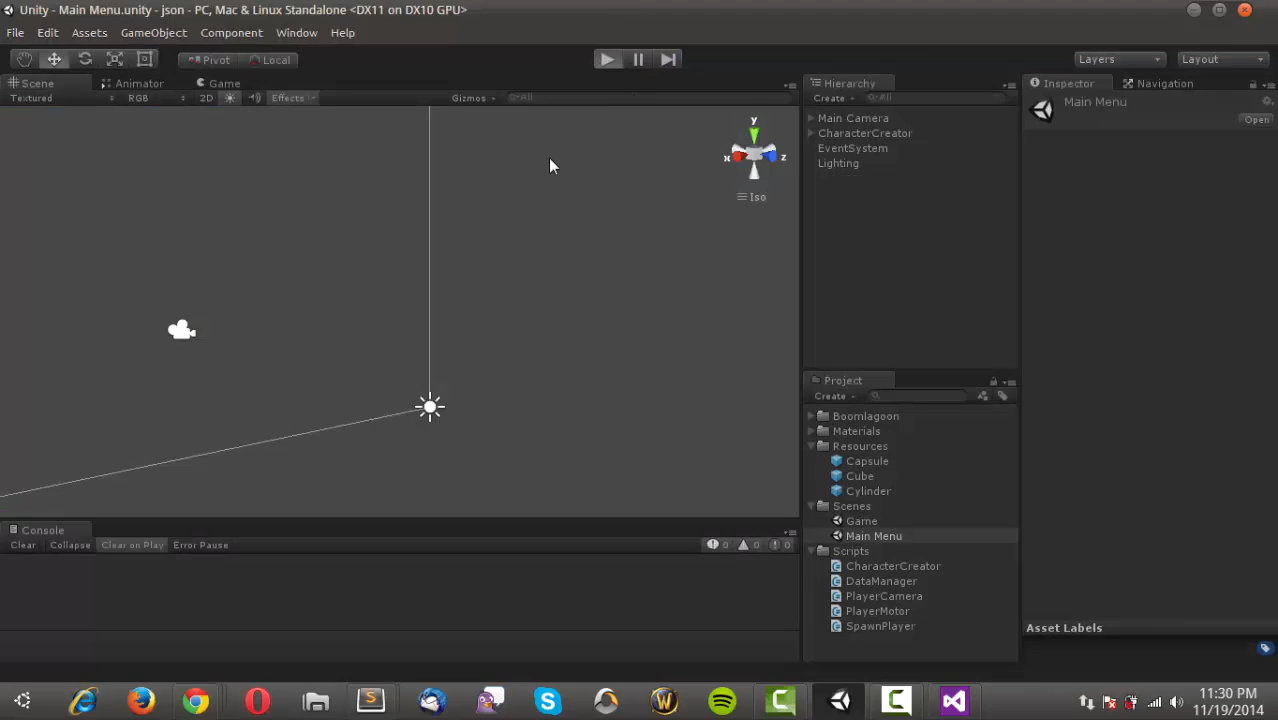 Unity - Main Menu.unity - json - PC, Mac & Linux Standalone <DX11 on DX10 GPU>
File Edit Assets GameObject Component Window Help
Pivot Local Layers Layout
Scene Animator Game
Textured RGB 2D Effects Gizmos All
y
x z
Iso
Hierarchy
Create All
Main Camera
CharacterCreator
EventSystem
Lighting
Inspector Navigation
Main Menu
Open
Project
Create
Boomlagoon
Materials
Resources
Capsule
Cube
Cylinder
Scenes
Game
Main Menu
Scripts
CharacterCreator
DataManager
PlayerCamera
PlayerMotor
SpawnPlayer
Console
Clear Collapse Clear on Play Error Pause 0 0 0
Asset Labels
11:30 PM
11/19/2014